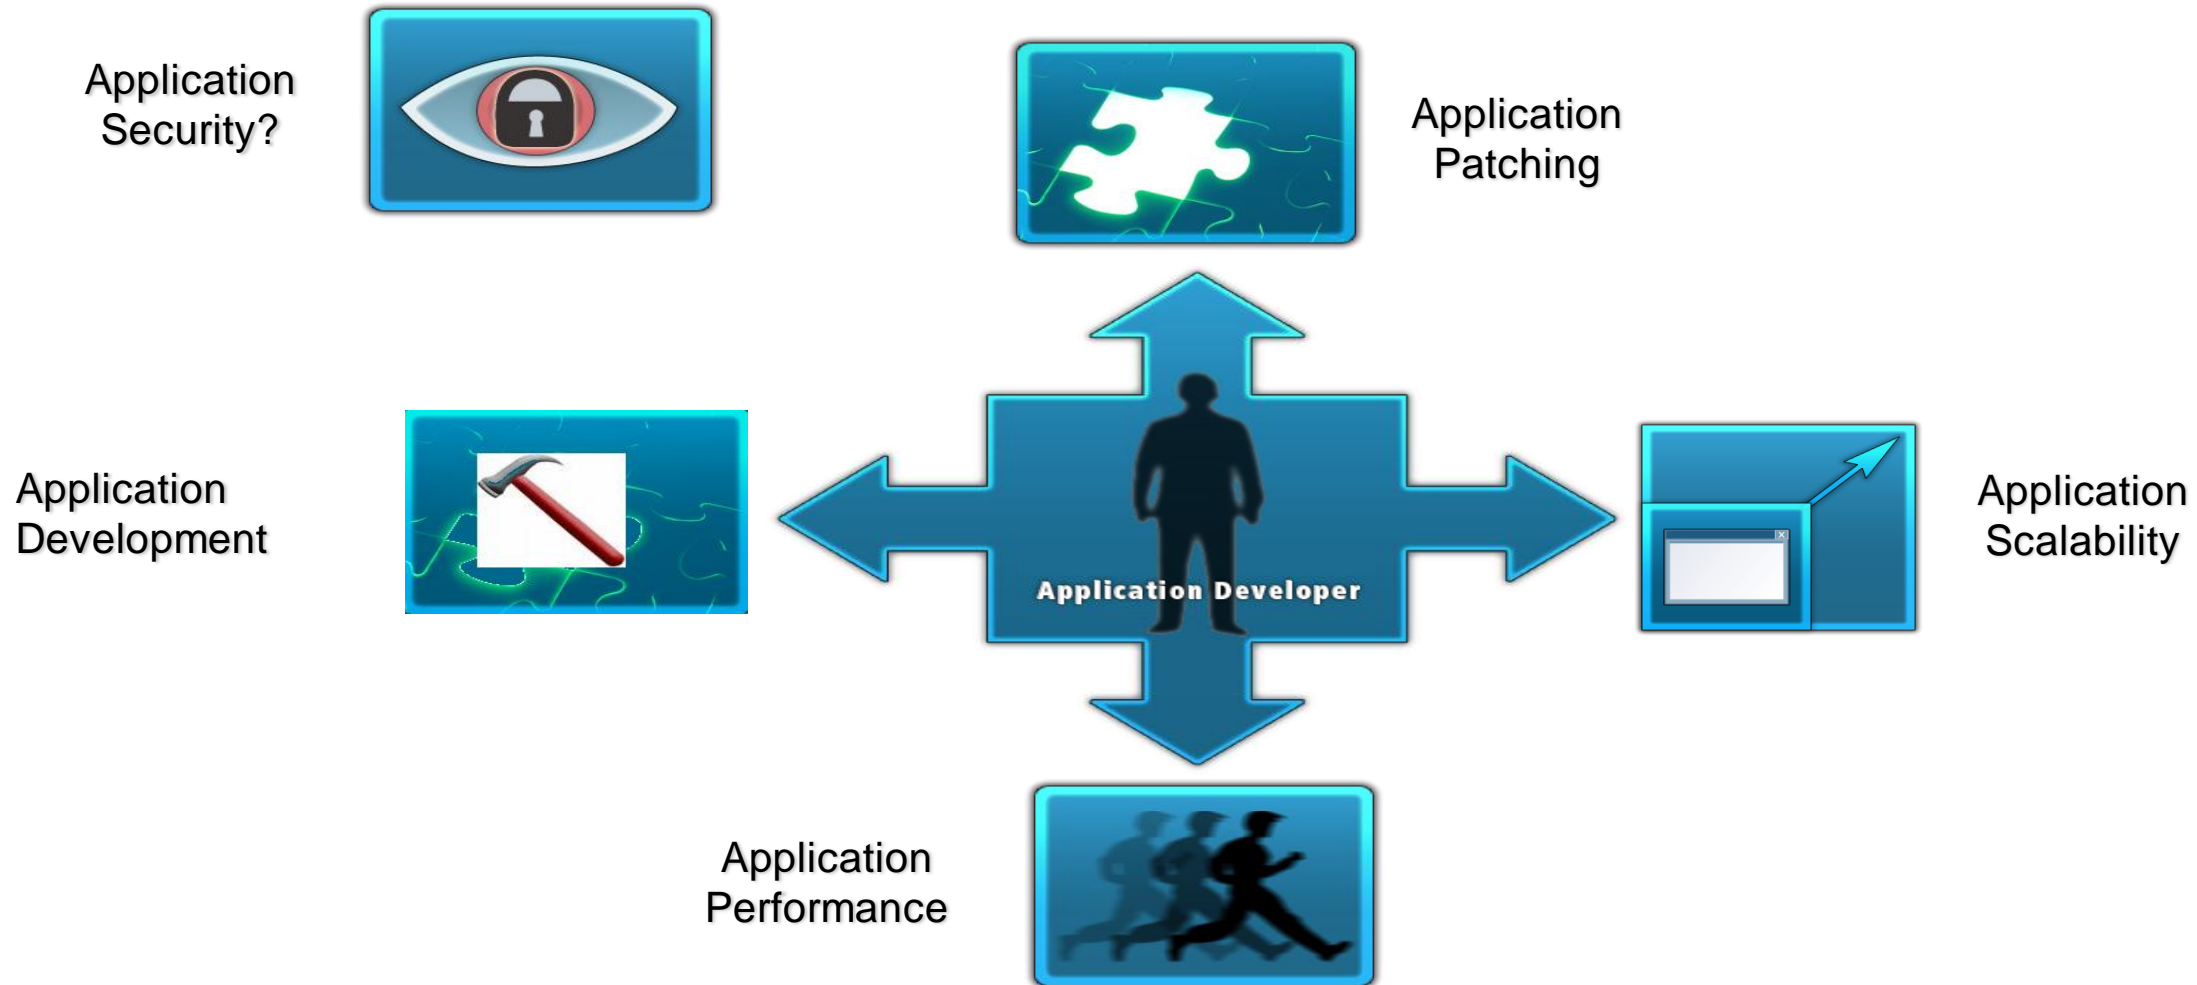 Application
Security?
Application
Patching
Application
Development
Application Developer
Application
Scalability
Application
Performance